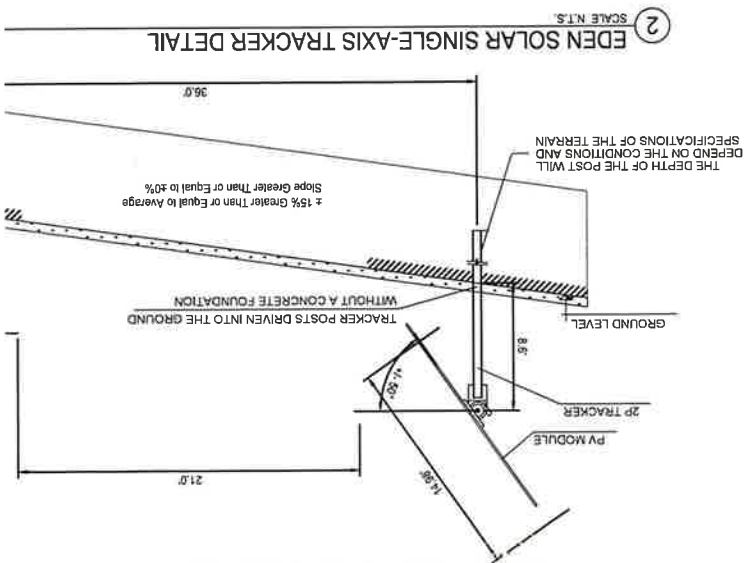 14.98'
PV MODULE
21.0'
2P TRACKER
+/- 50°
8.6'
GROUND LEVEL
TRACKER POSTS DRIVEN INTO THE GROUND
WITHOUT A CONCRETE FOUNDATION
± 15% Greater Than or Equal to Average
Slope Greater Than or Equal to ±0%
THE DEPTH OF THE POST WILL
DEPEND ON THE CONDITIONS AND
SPECIFICATIONS OF THE TERRAIN
36.0'
2
EDEN SOLAR SINGLE-AXIS TRACKER DETAIL
SCALE N.T.S.